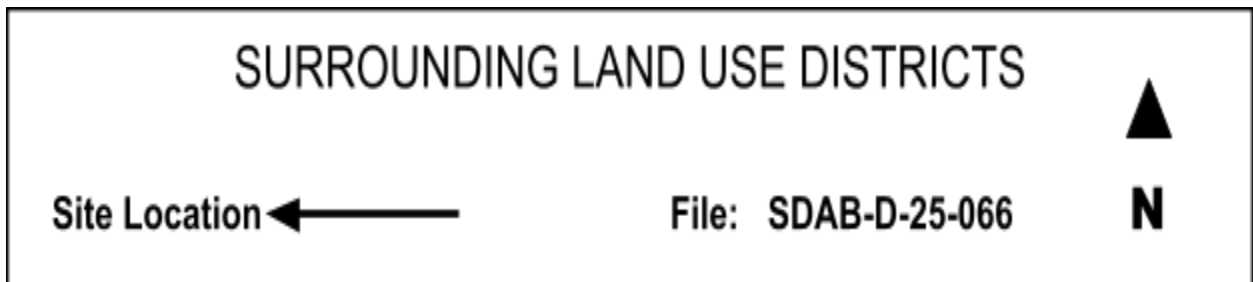 SURROUNDING LAND USE DISTRICTS
Site Location File: SDAB-D-25-066 N